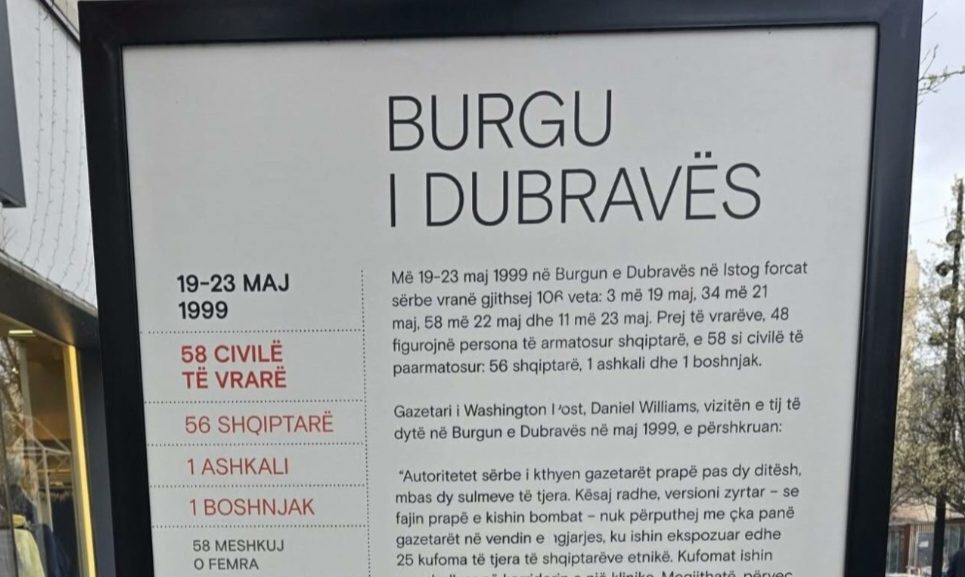 BURGU
I DUBRAVËS
19-23 MAJ
1999
58 CIVILË
TË VRARË
56 SHQIPTARË
1 ASHKALI
1 BOSHNJAK
58 MESHKUJ
O FEMRA
Më 19-23 maj 1999 në Burgun e Dubravës në Istog forcat
sërbe vranë gjithsej 106 veta: 3 më 19 maj, 34 më 21
maj, 58 më 22 maj dhe 11 më 23 maj. Prej të vrarëve, 48
figurojnë persona të armatosur shqiptarë, e 58 si civilë të
paarmatosur: 56 shqiptarë, 1 ashkali dhe 1 boshnjak.
Gazetari i Washington Post, Daniel Williams, vizitën e tij të
dytë në Burgun e Dubravës në maj 1999, e përshkruan:
“Autoritetet sërbe i kthyen gazetarët prapë pas dy ditësh,
mbas dy sulmeve të tjera. Kësaj radhe, versioni zyrtar – se
fajin prapë e kishin bombat – nuk përputhej me çka panë
gazetarët në vendin e ngjarjes, ku ishin ekspozuar edhe
25 kufoma të tjera të shqiptarëve etnikë. Kufomat ishin